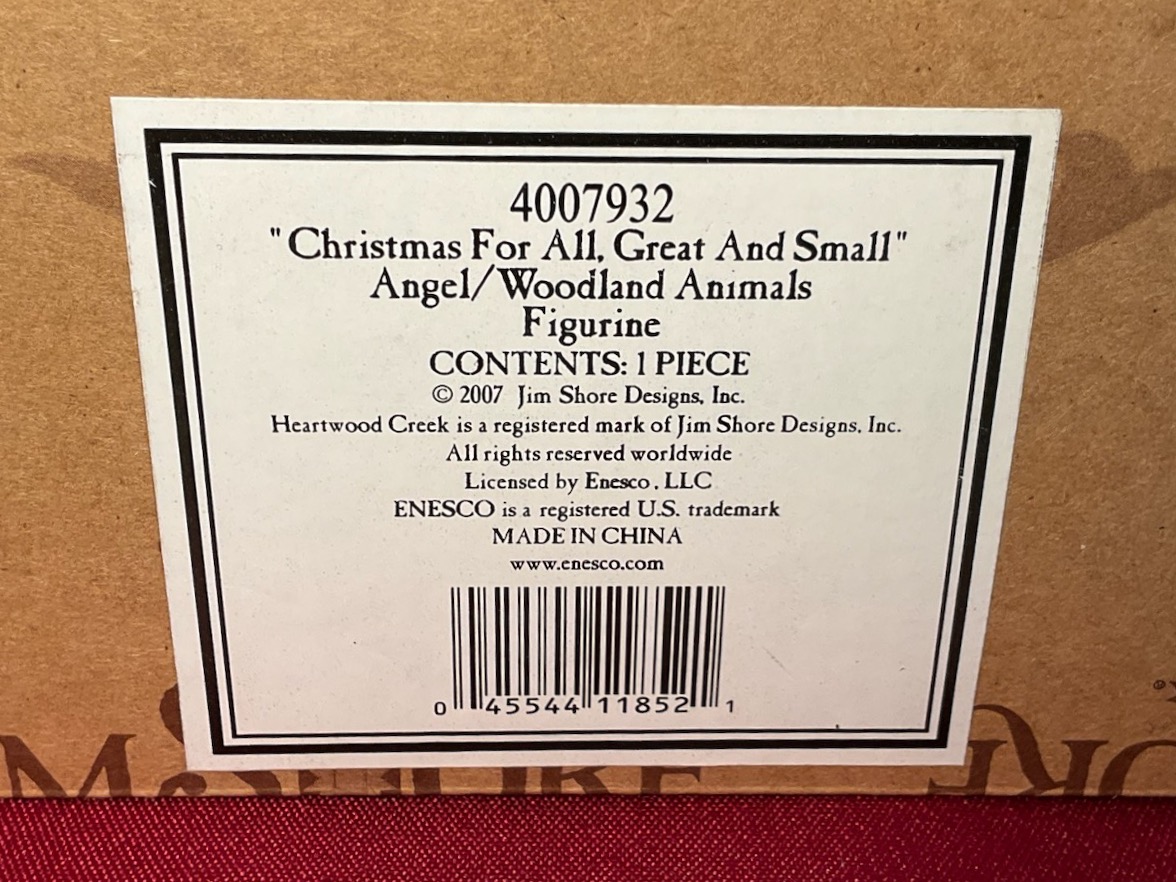 4007932
"Christmas For All, Great And Small"
Angel/Woodland Animals
Figurine
CONTENTS: 1 PIECE
© 2007 Jim Shore Designs, Inc.
Heartwood Creek is a registered mark of Jim Shore Designs, Inc.
All rights reserved worldwide
Licensed by Enesco, LLC
ENESCO is a registered U.S. trademark
MADE IN CHINA
www.enesco.com
0 45544 11852 1